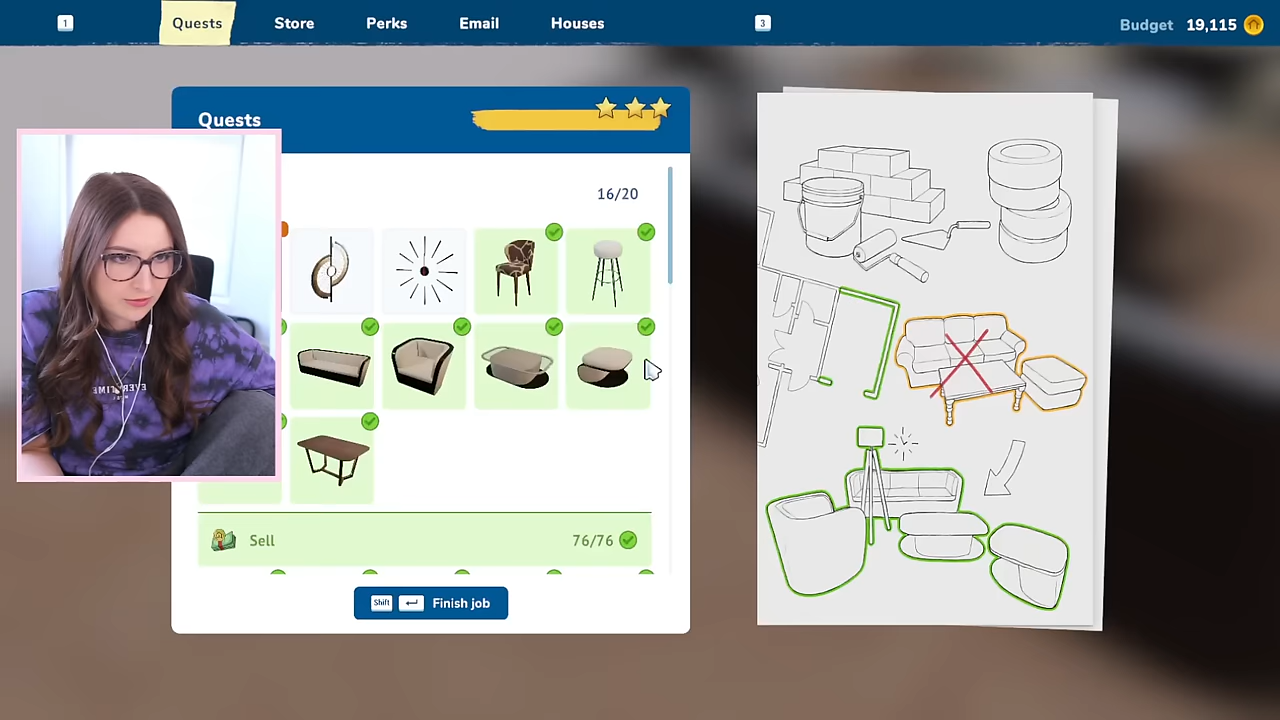 1 Quests Store Perks Email Houses 3 Budget 19,115
Quests
16/20
Sell 76/76
Shift Finish job